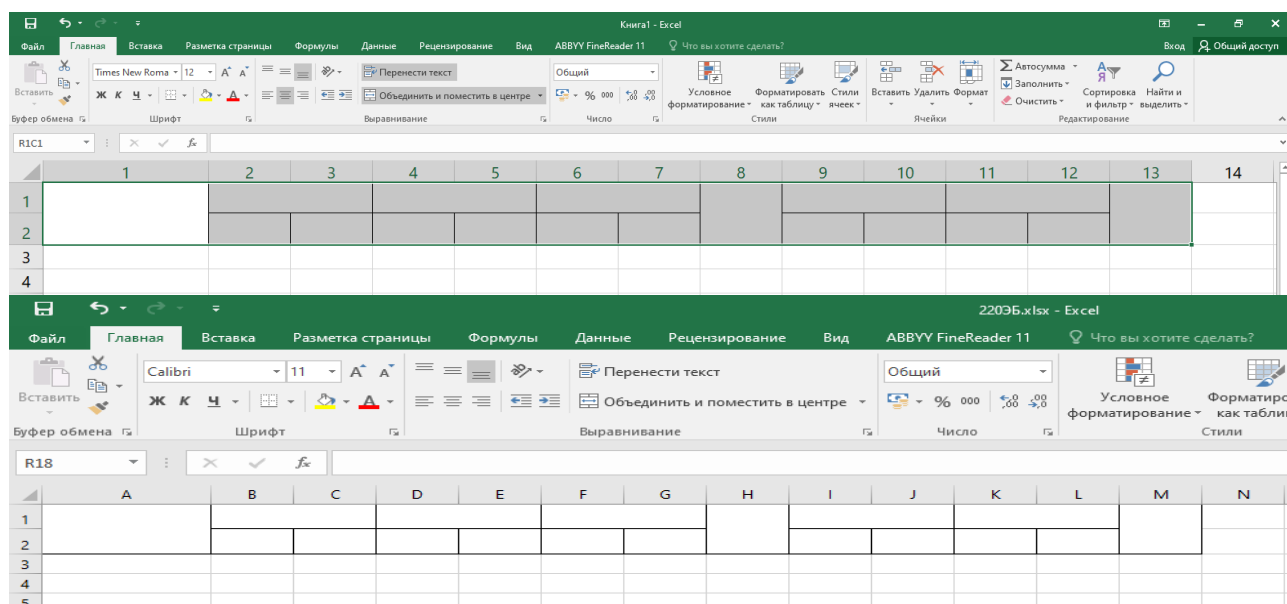 Книга1 - Excel
Файл Главная Вставка Разметка страницы Формулы Данные Рецензирование Вид ABBYY FineReader 11 Что вы хотите сделать? Вход Общий доступ
Times New Roma 12 Перенести текст Общий Автосумма
Вставить Ж К Ч Объединить и поместить в центре % 000 Условное форматирование Форматировать как таблицу Стили ячеек Вставить Удалить Формат Заполнить Очистить Сортировка и фильтр Найти и выделить
Буфер обмена Шрифт Выравнивание Число Стили Ячейки Редактирование
R1C1 fx
1 2 3 4 5 6 7 8 9 10 11 12 13 14
1
2
3
4
220ЭБ.xlsx - Excel
Файл Главная Вставка Разметка страницы Формулы Данные Рецензирование Вид ABBYY FineReader 11 Что вы хотите сделать?
Calibri 11 Перенести текст Общий
Вставить Ж К Ч Объединить и поместить в центре % 000 Условное форматирование Форматиро как табли
Буфер обмена Шрифт Выравнивание Число Стили
R18 fx
A B C D E F G H I J K L M N
1
2
3
4
5